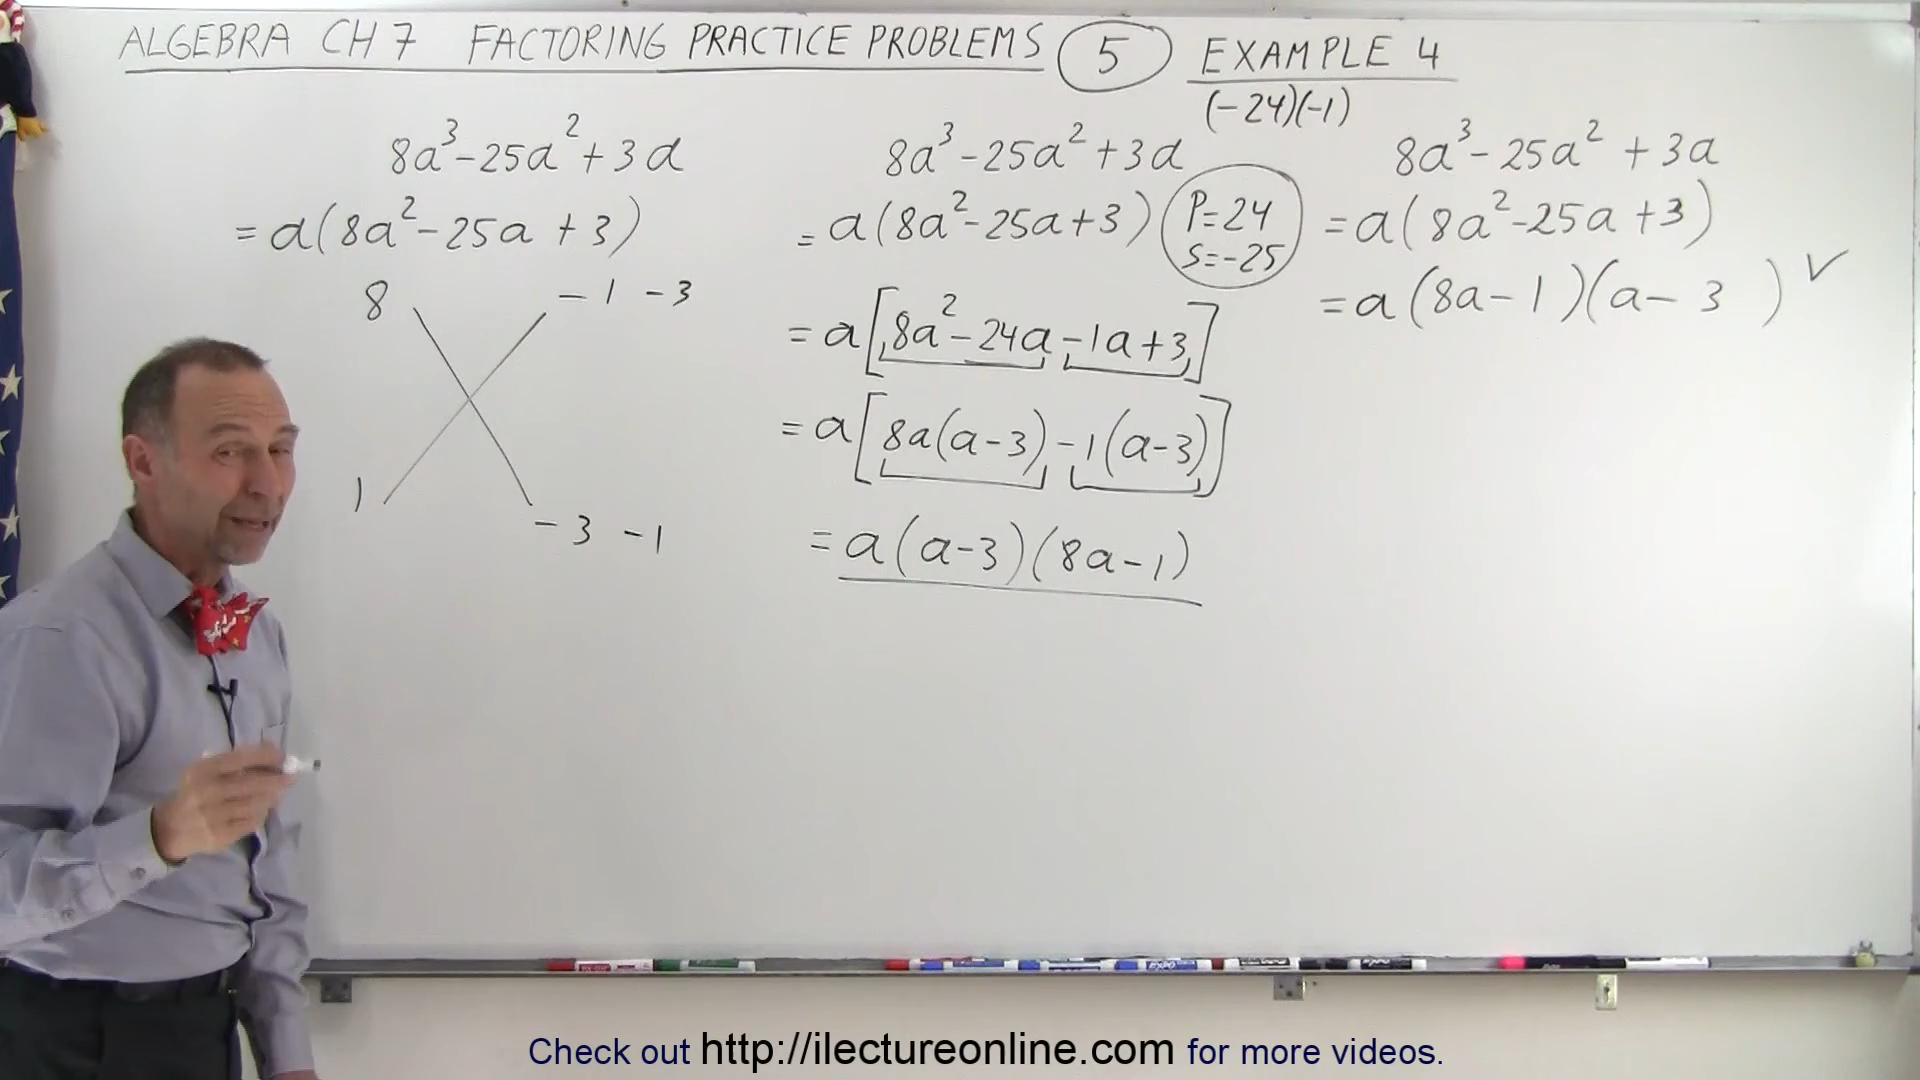 ALGEBRA CH 7 FACTORING PRACTICE PROBLEMS 5 EXAMPLE 4
(-24)(-1)
8a³-25a²+3a
= a(8a²-25a+3)
8 -1 -3
1 -3 -1
8a³-25a²+3a
= a(8a²-25a+3)
P=24
S=-25
= a[8a²-24a-1a+3]
= a[8a(a-3)-1(a-3)]
= a(a-3)(8a-1)
8a³-25a²+3a
= a(8a²-25a+3)
= a(8a-1)(a-3) ✓
Check out http://ilectureonline.com for more videos.